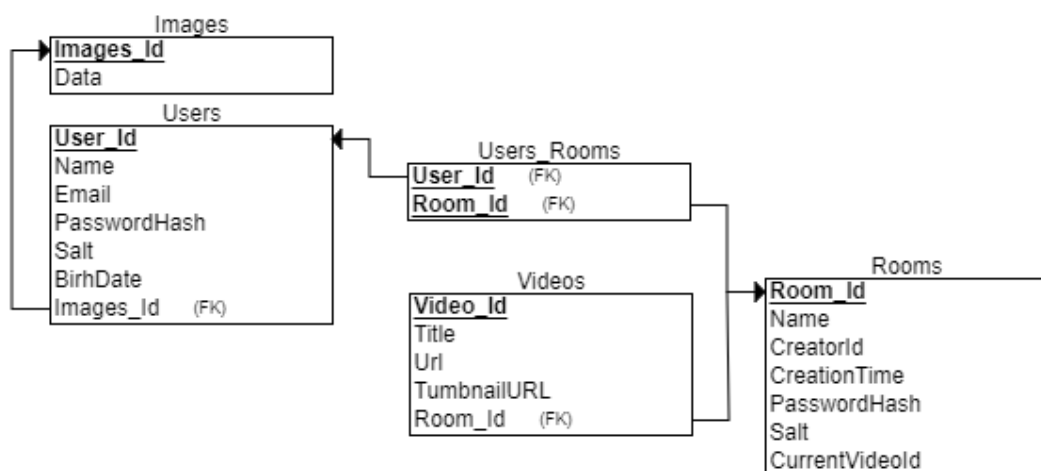 Images
Images_Id
Data
Users
User_Id
Name
Email
PasswordHash
Salt
BirhDate
Images_Id (FK)
Users_Rooms
User_Id (FK)
Room_Id (FK)
Videos
Video_Id
Title
Url
TumbnailURL
Room_Id (FK)
Rooms
Room_Id
Name
CreatorId
CreationTime
PasswordHash
Salt
CurrentVideoId